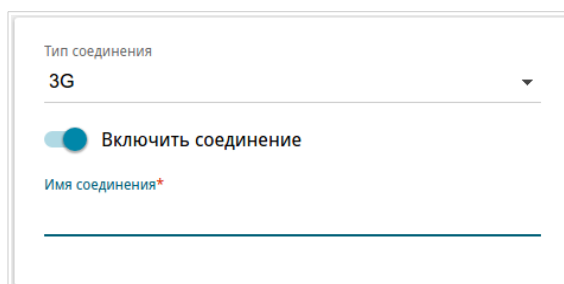 Тип соединения
3G
Включить соединение
Имя соединения*